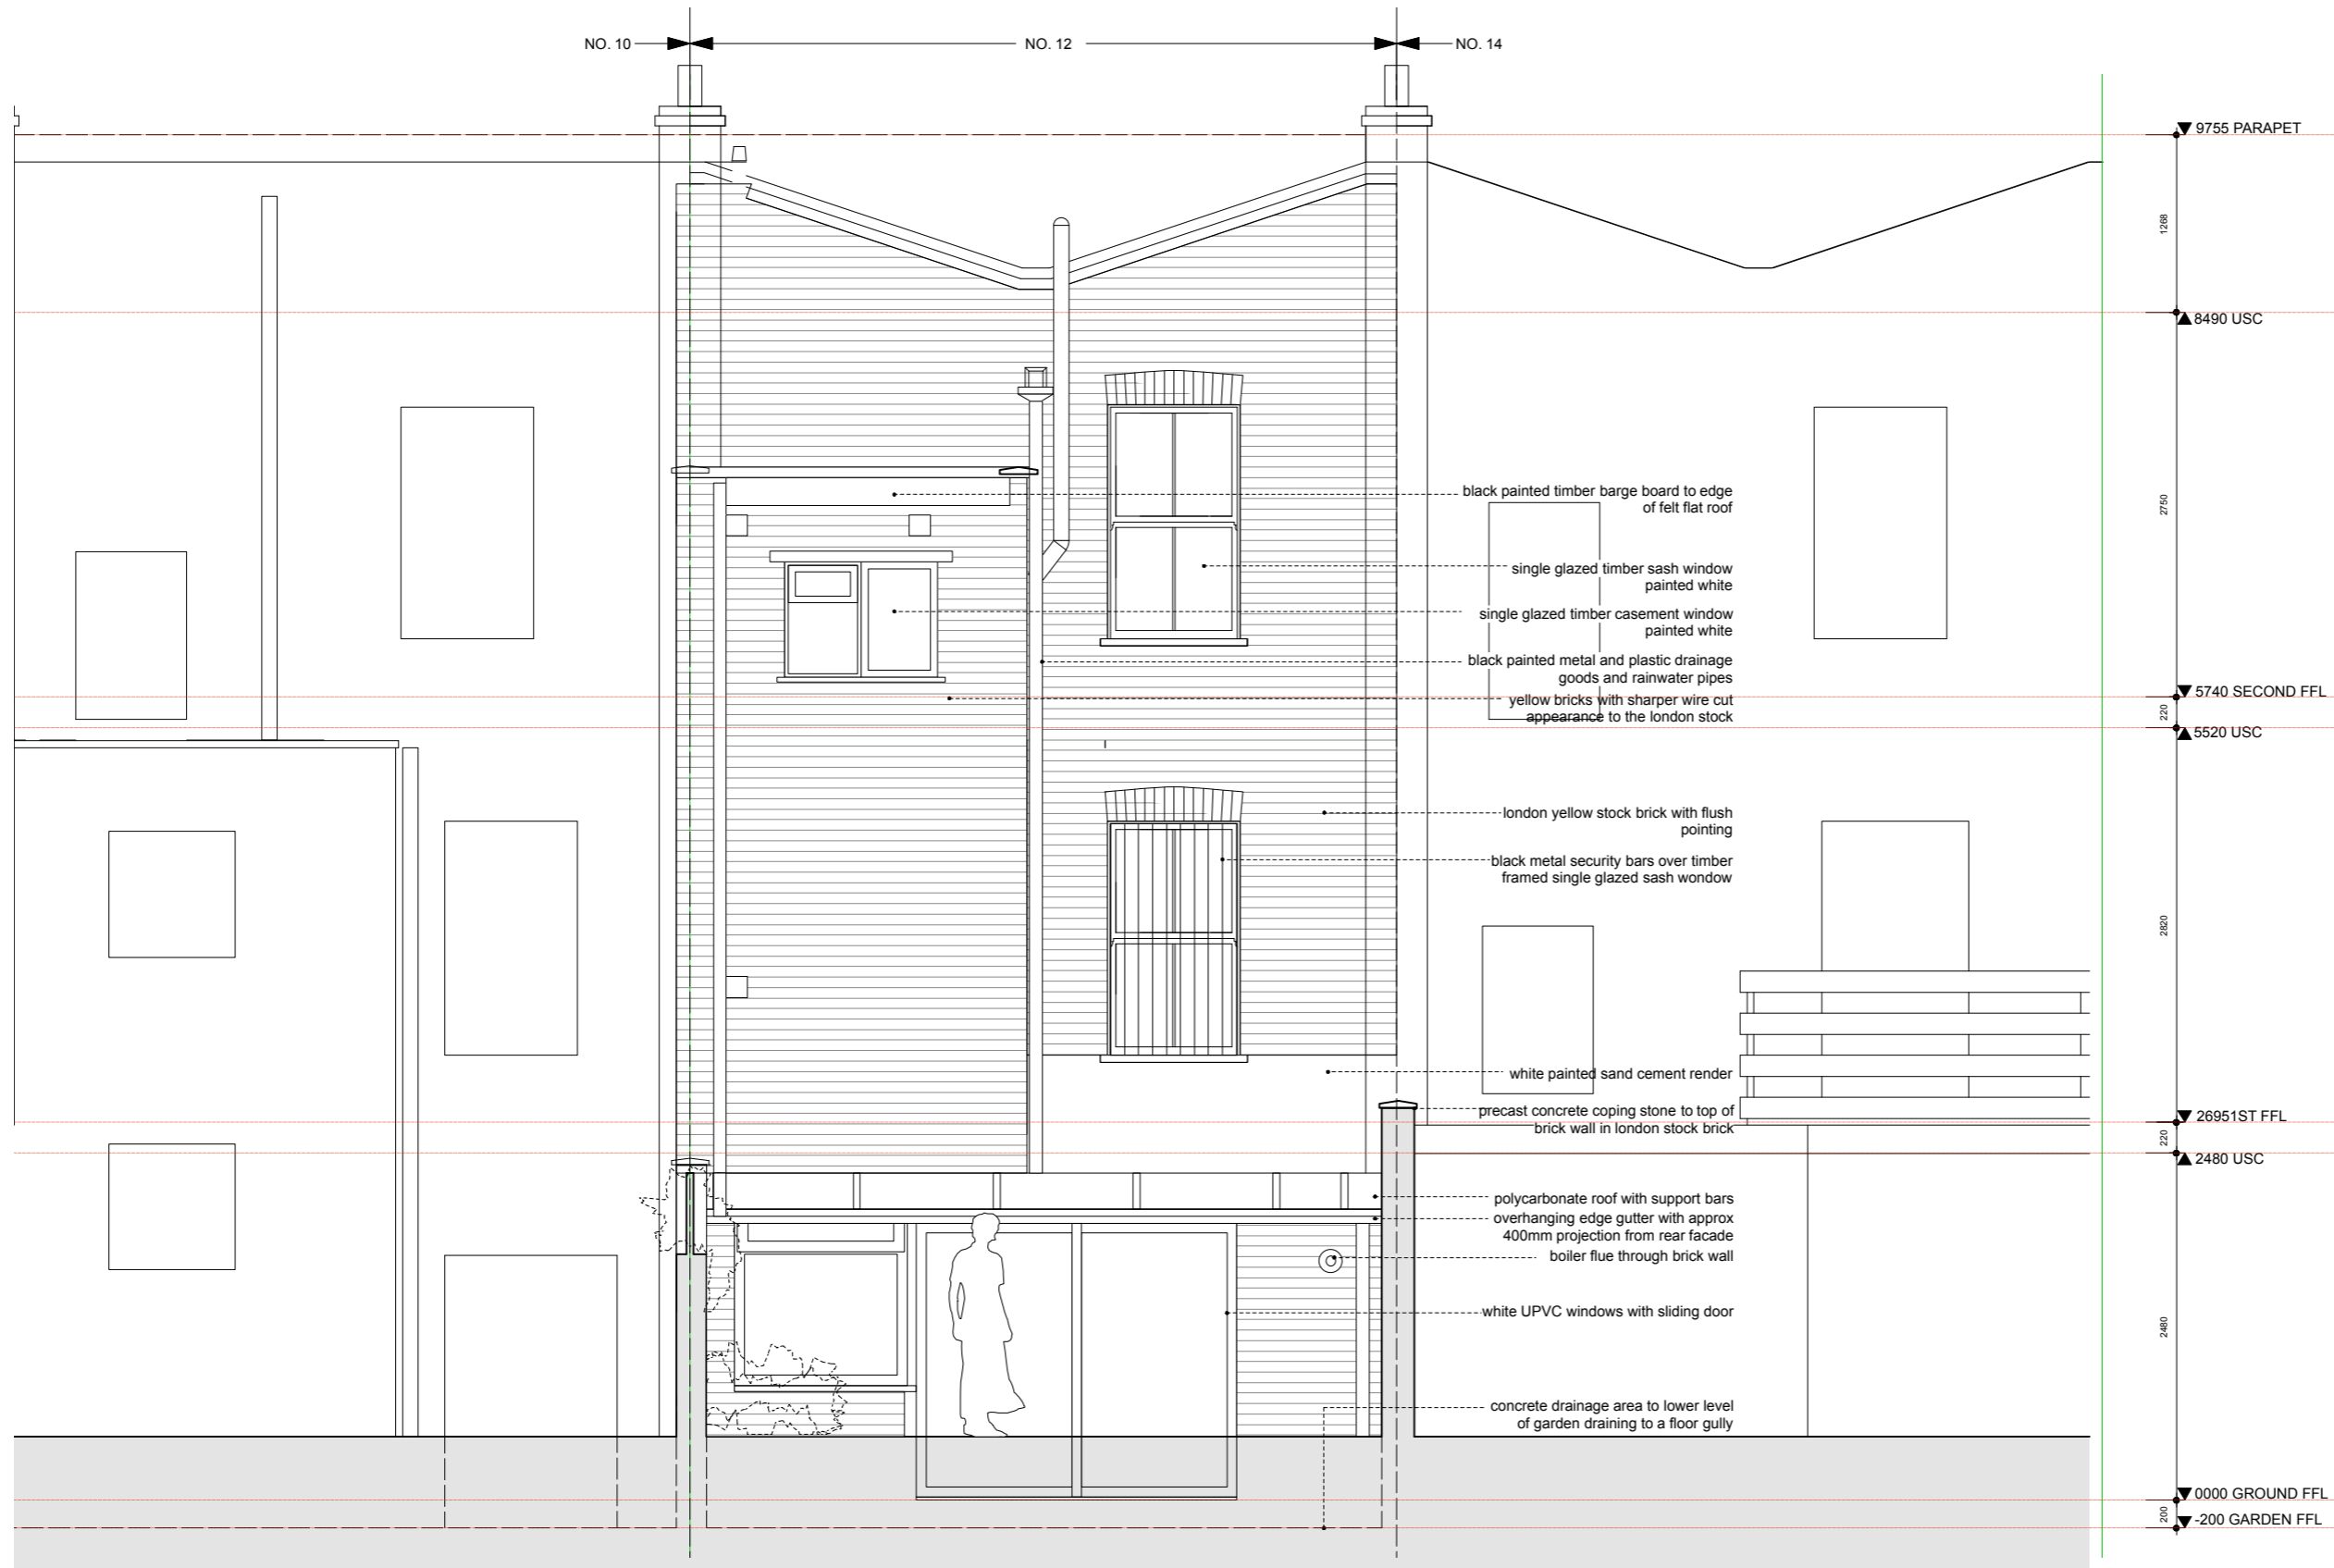 NO. 10
NO. 12
NO. 14
9755 PARAPET
1268
8490 USC
black painted timber barge board to edge
of felt flat roof
2750
single glazed timber sash window
painted white
single glazed timber casement window
painted white
black painted metal and plastic drainage
goods and rainwater pipes
5740 SECOND FFL
yellow bricks with sharper wire cut
appearance to the london stock
220
5520 USC
london yellow stock brick with flush
pointing
black metal security bars over timber
framed single glazed sash wondow
2820
white painted sand cement render
precast concrete coping stone to top of
brick wall in london stock brick
26951ST FFL
220
2480 USC
polycarbonate roof with support bars
overhanging edge gutter with approx
400mm projection from rear facade
boiler flue through brick wall
white UPVC windows with sliding door
2480
concrete drainage area to lower level
of garden draining to a floor gully
0000 GROUND FFL
200
-200 GARDEN FFL